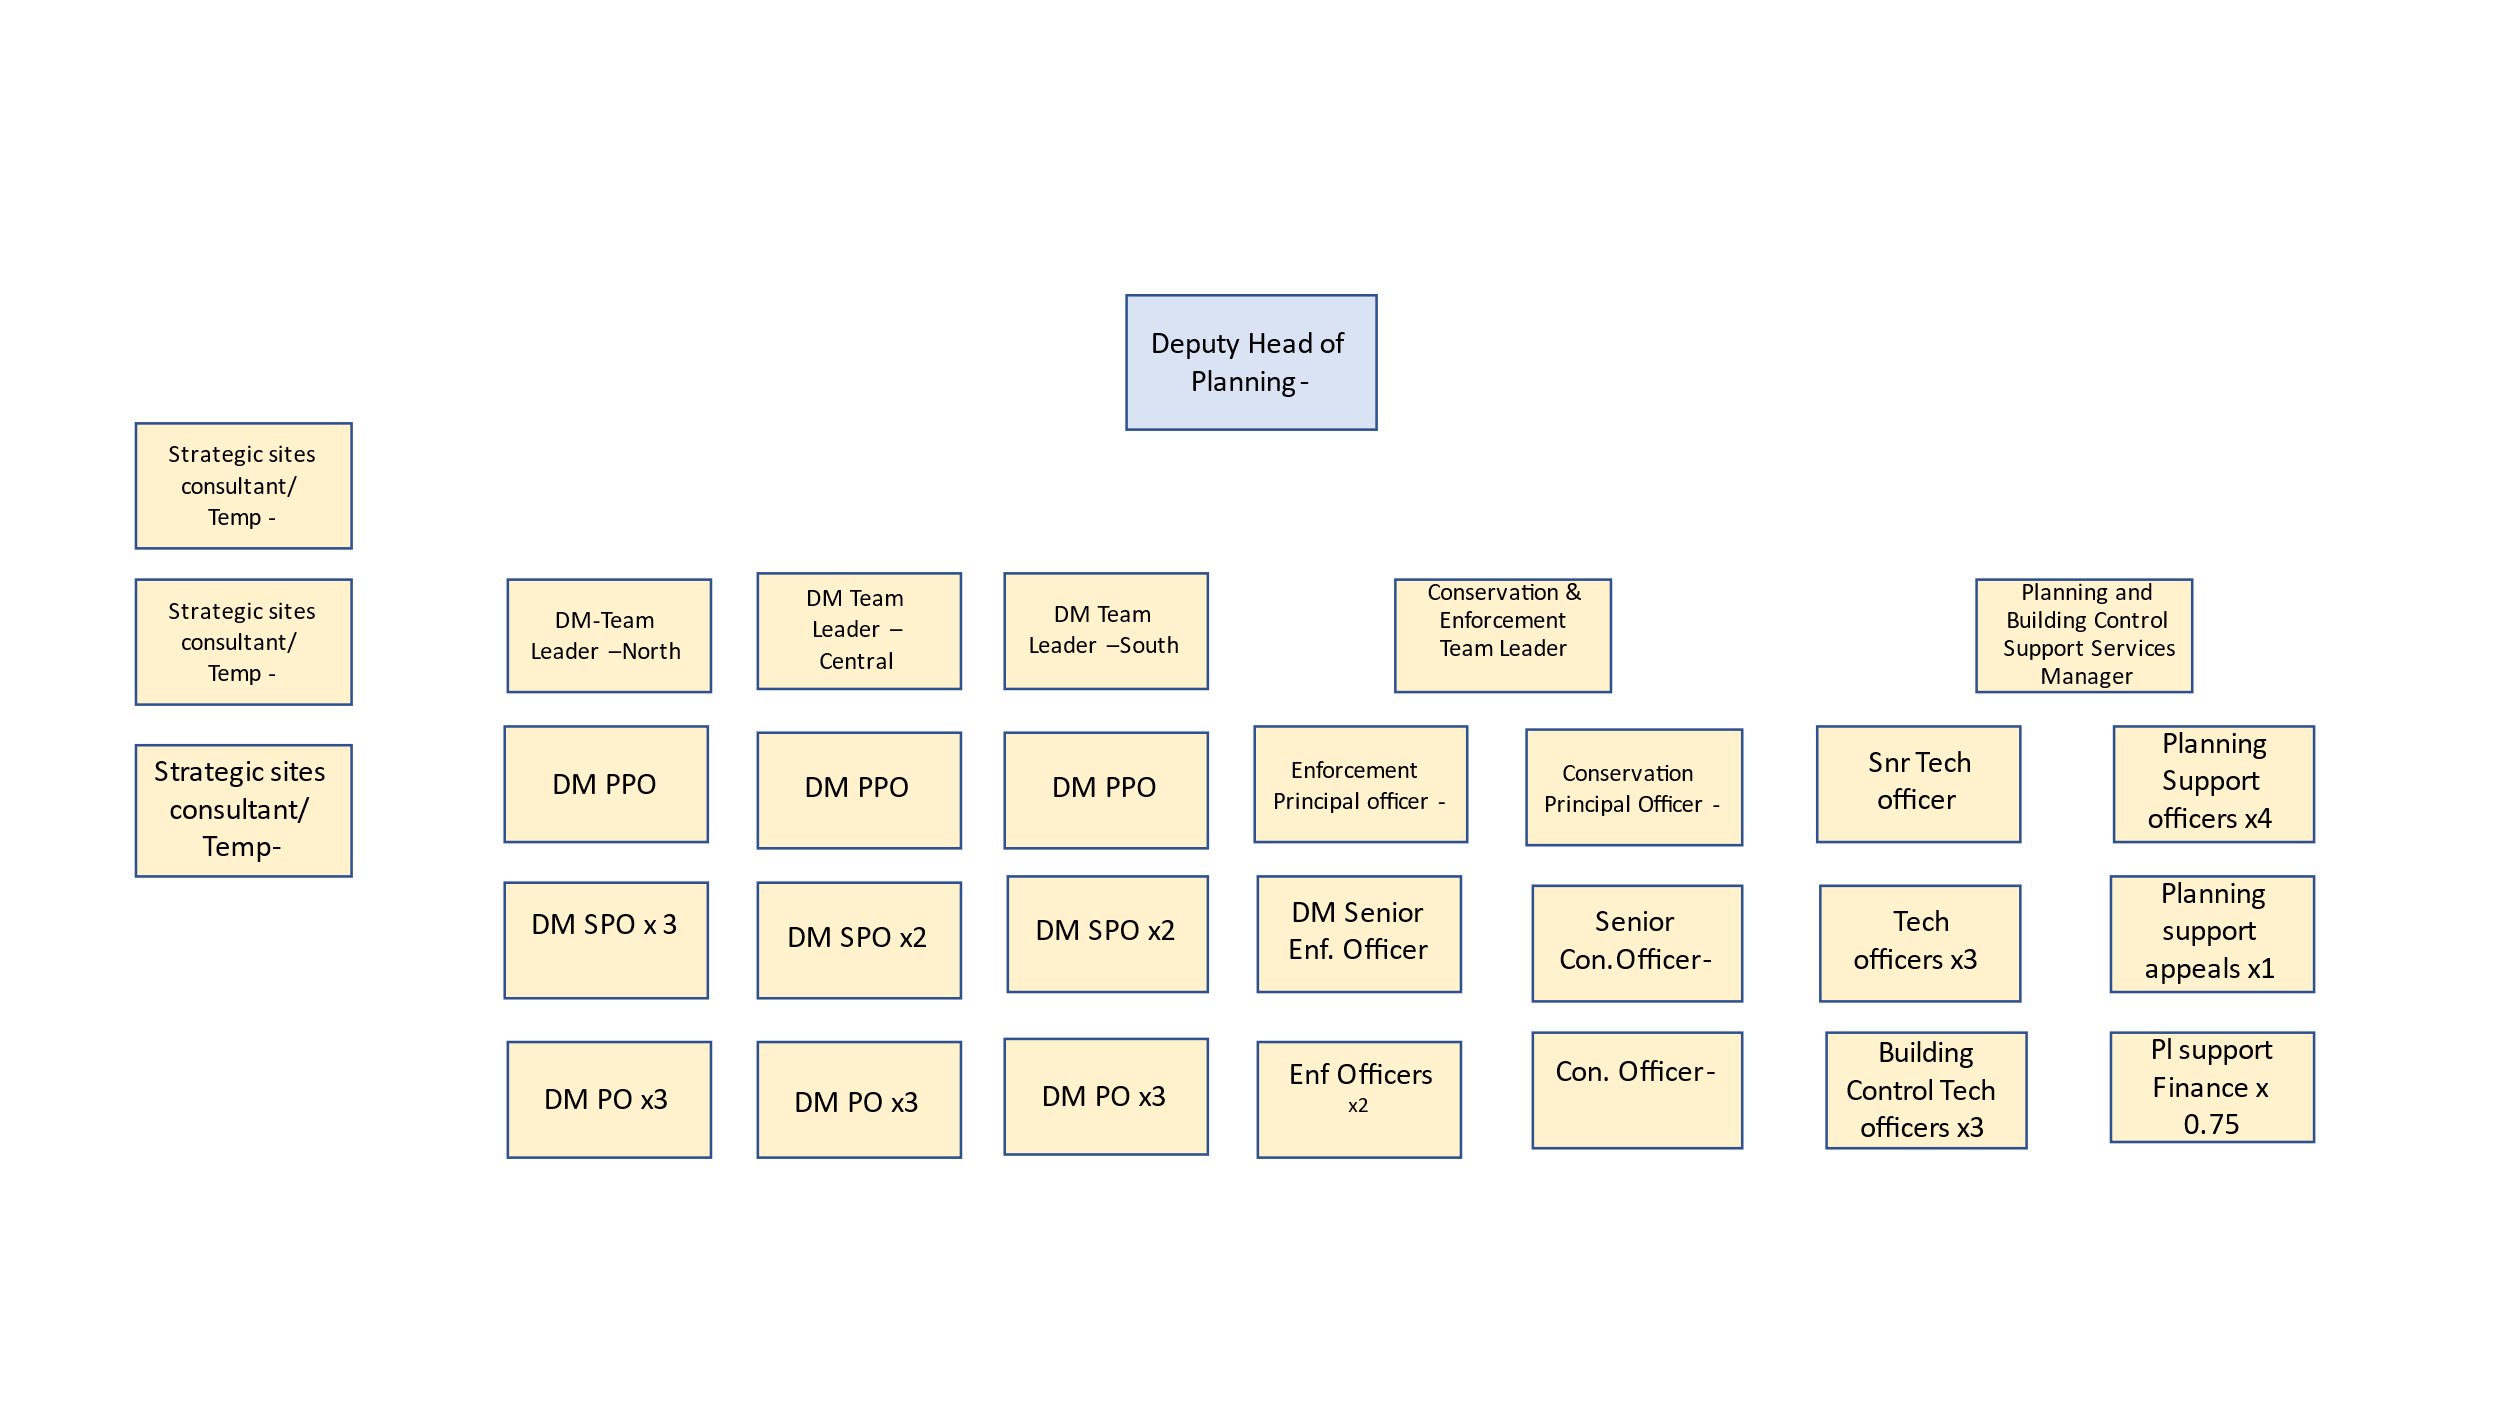 Deputy Head of
Planning-
Strategic sites
consultant/
Temp -
Strategic sites
consultant/
Temp -
Strategic sites
consultant/
Temp-
DM-Team
Leader –North
DM Team
Leader –
Central
DM Team
Leader –South
Conservation &
Enforcement
Team Leader
Planning and
Building Control
Support Services
Manager
DM PPO
DM PPO
DM PPO
Enforcement
Principal officer -
Conservation
Principal Officer -
Snr Tech
officer
Planning
Support
officers x4
DM SPO x 3
DM SPO x2
DM SPO x2
DM Senior
Enf. Officer
Senior
Con.Officer-
Tech
officers x3
Planning
support
appeals x1
DM PO x3
DM PO x3
DM PO x3
Enf Officers
x2
Con. Officer-
Building
Control Tech
officers x3
Pl support
Finance x
0.75